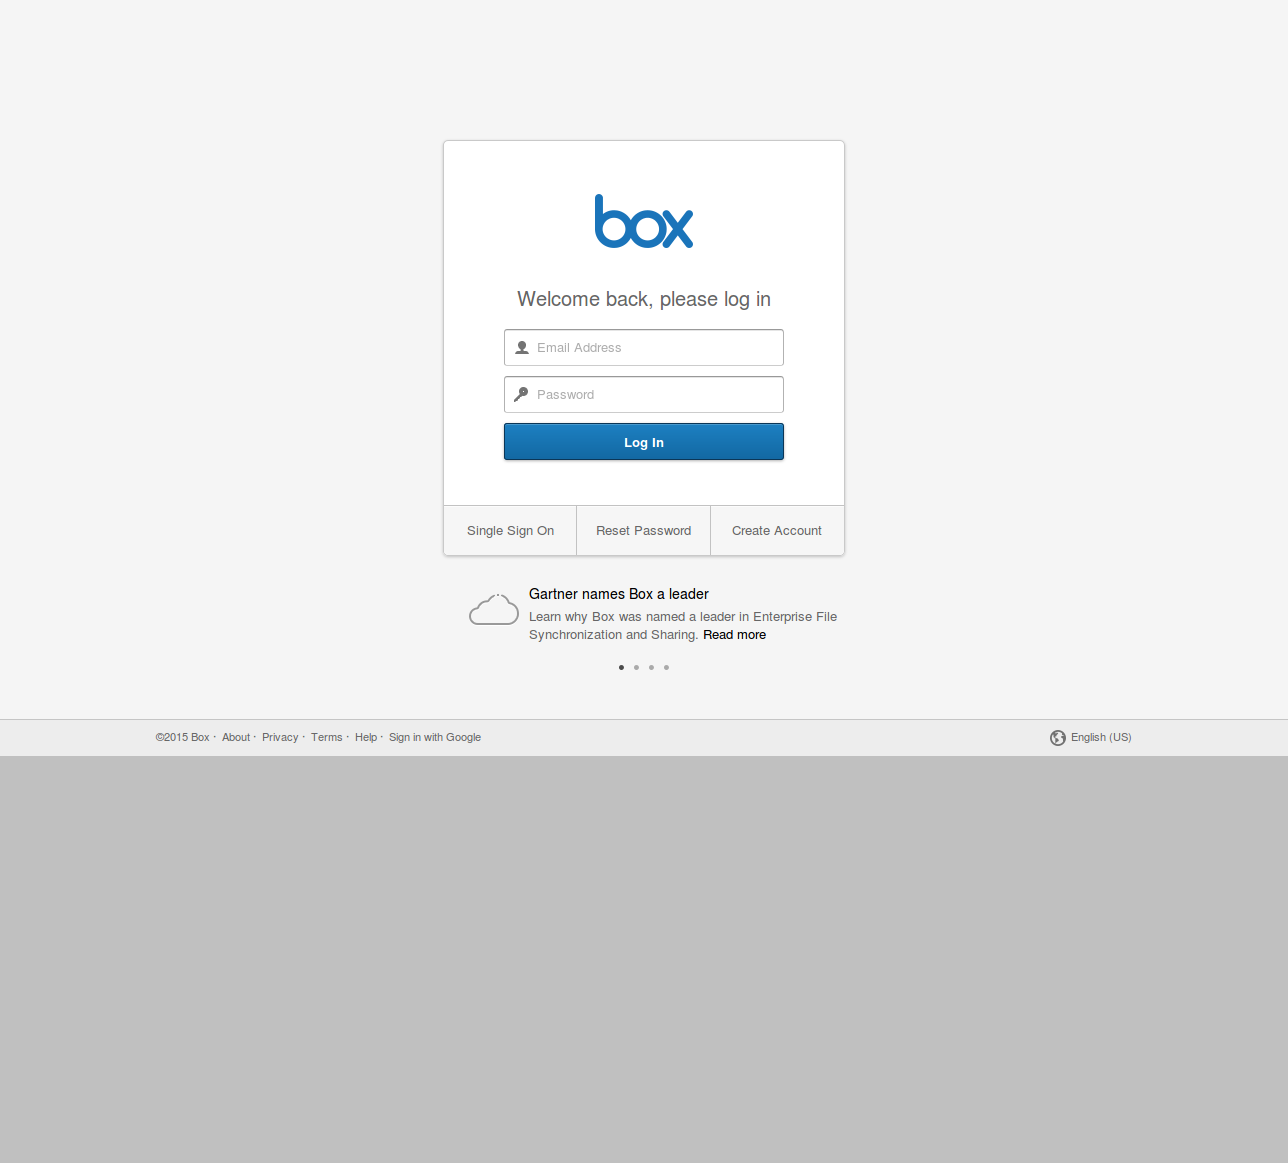 box
Welcome back, please log in
Email Address
Password
Log In
Single Sign On
Reset Password
Create Account
Gartner names Box a leader
Learn why Box was named a leader in Enterprise File
Synchronization and Sharing. Read more
©2015 Box · About · Privacy · Terms · Help · Sign in with Google
English (US)